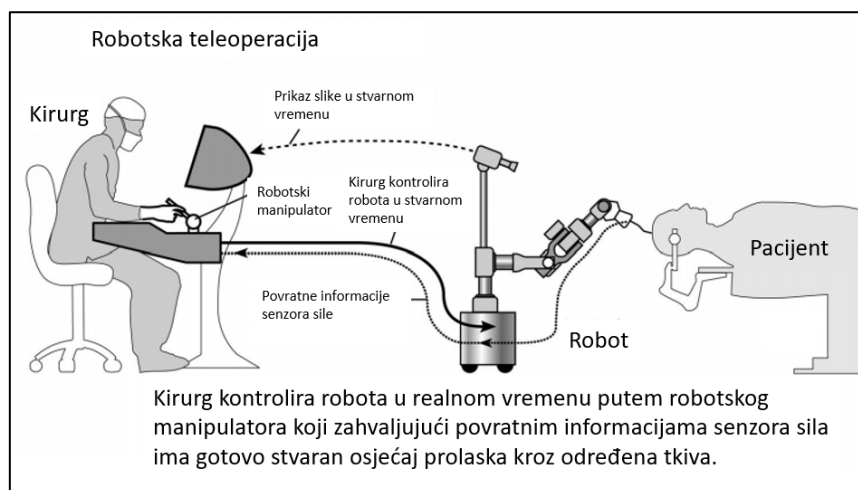 Robotska teleoperacija
Kirurg
Prikaz slike u stvarnom
vremenu
Robotski
manipulator
Kirurg kontrolira
robota u stvarnom
vremenu
Povratne informacije
senzora sile
Pacijent
Robot
Kirurg kontrolira robota u realnom vremenu putem robotskog
manipulatora koji zahvaljujući povratnim informacijama senzora sila
ima gotovo stvaran osjećaj prolaska kroz određena tkiva.